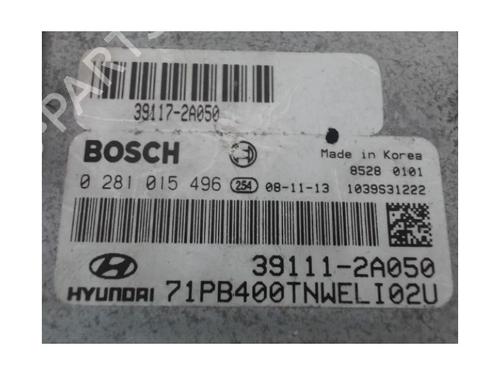 39117-2A050
BOSCH
Made in Korea
8528 0101
0 281 015 496 254 08-11-13 1039S31222
39111-2A050
HYUNDAI 71PB400TNWELI02U